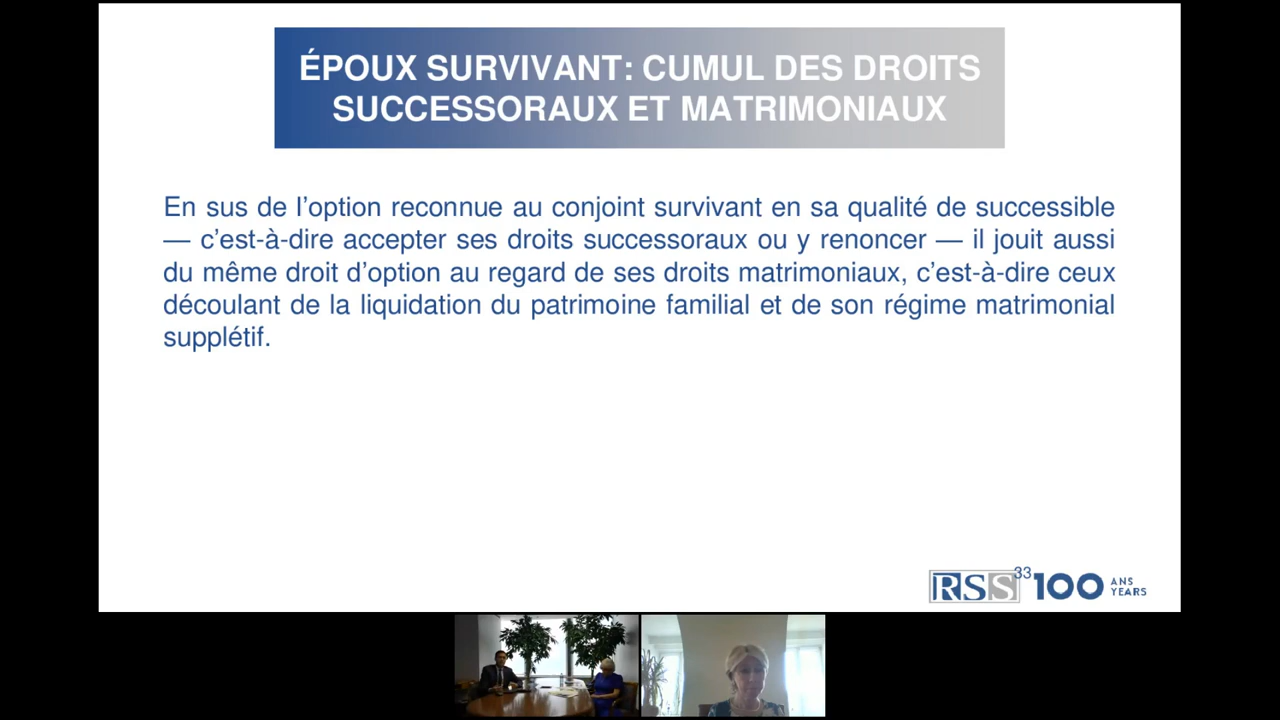 ÉPOUX SURVIVANT: CUMUL DES DROITS
SUCCESSORAUX ET MATRIMONIAUX
En sus de l’option reconnue au conjoint survivant en sa qualité de successible
— c’est-à-dire accepter ses droits successoraux ou y renoncer — il jouit aussi
du même droit d’option au regard de ses droits matrimoniaux, c’est-à-dire ceux
découlant de la liquidation du patrimoine familial et de son régime matrimonial
supplétif.
33
RSS 100 ANS
YEARS